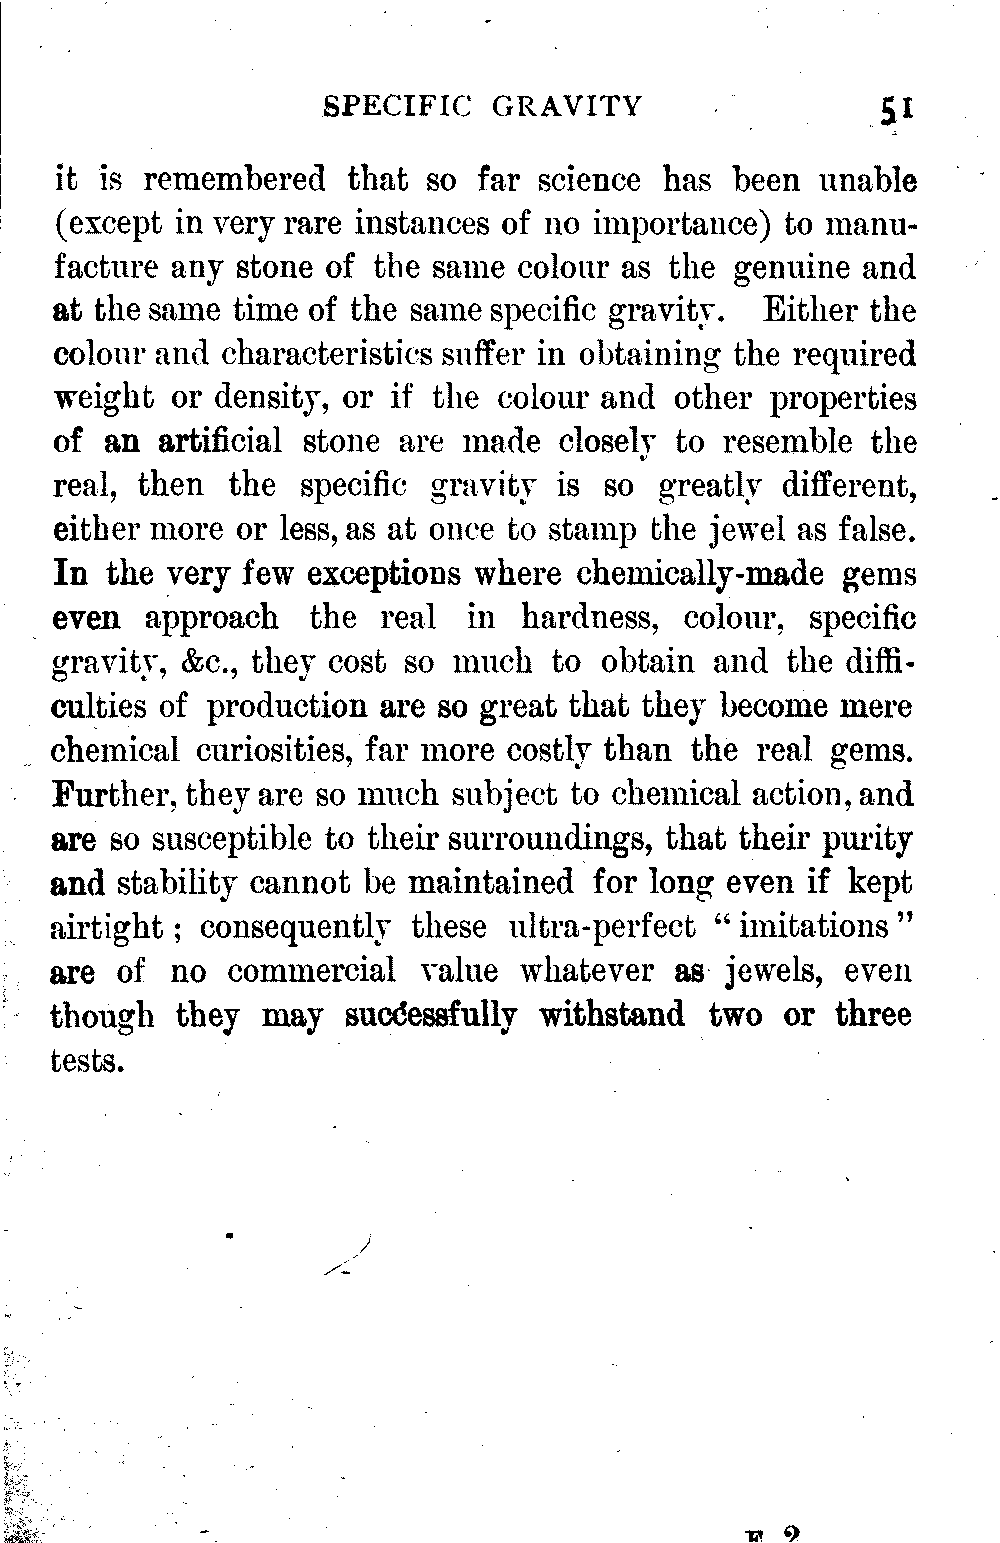 SPECIFIC GRAVITY 51
it is remembered that so far science has been unable
(except in very rare instances of no importance) to manu-
facture any stone of the same colour as the genuine and
at the same time of the same specific gravity. Either the
colour and characteristics suffer in obtaining the required
weight or density, or if the colour and other properties
of an artificial stone are made closely to resemble the
real, then the specific gravity is so greatly different,
either more or less, as at once to stamp the jewel as false.
In the very few exceptions where chemically-made gems
even approach the real in hardness, colour, specific
gravity, &c., they cost so much to obtain and the diffi-
culties of production are so great that they become mere
chemical curiosities, far more costly than the real gems.
Further, they are so much subject to chemical action, and
are so susceptible to their surroundings, that their purity
and stability cannot be maintained for long even if kept
airtight ; consequently these ultra-perfect “ imitations ”
are of no commercial value whatever as jewels, even
though they may successfully withstand two or three
tests.